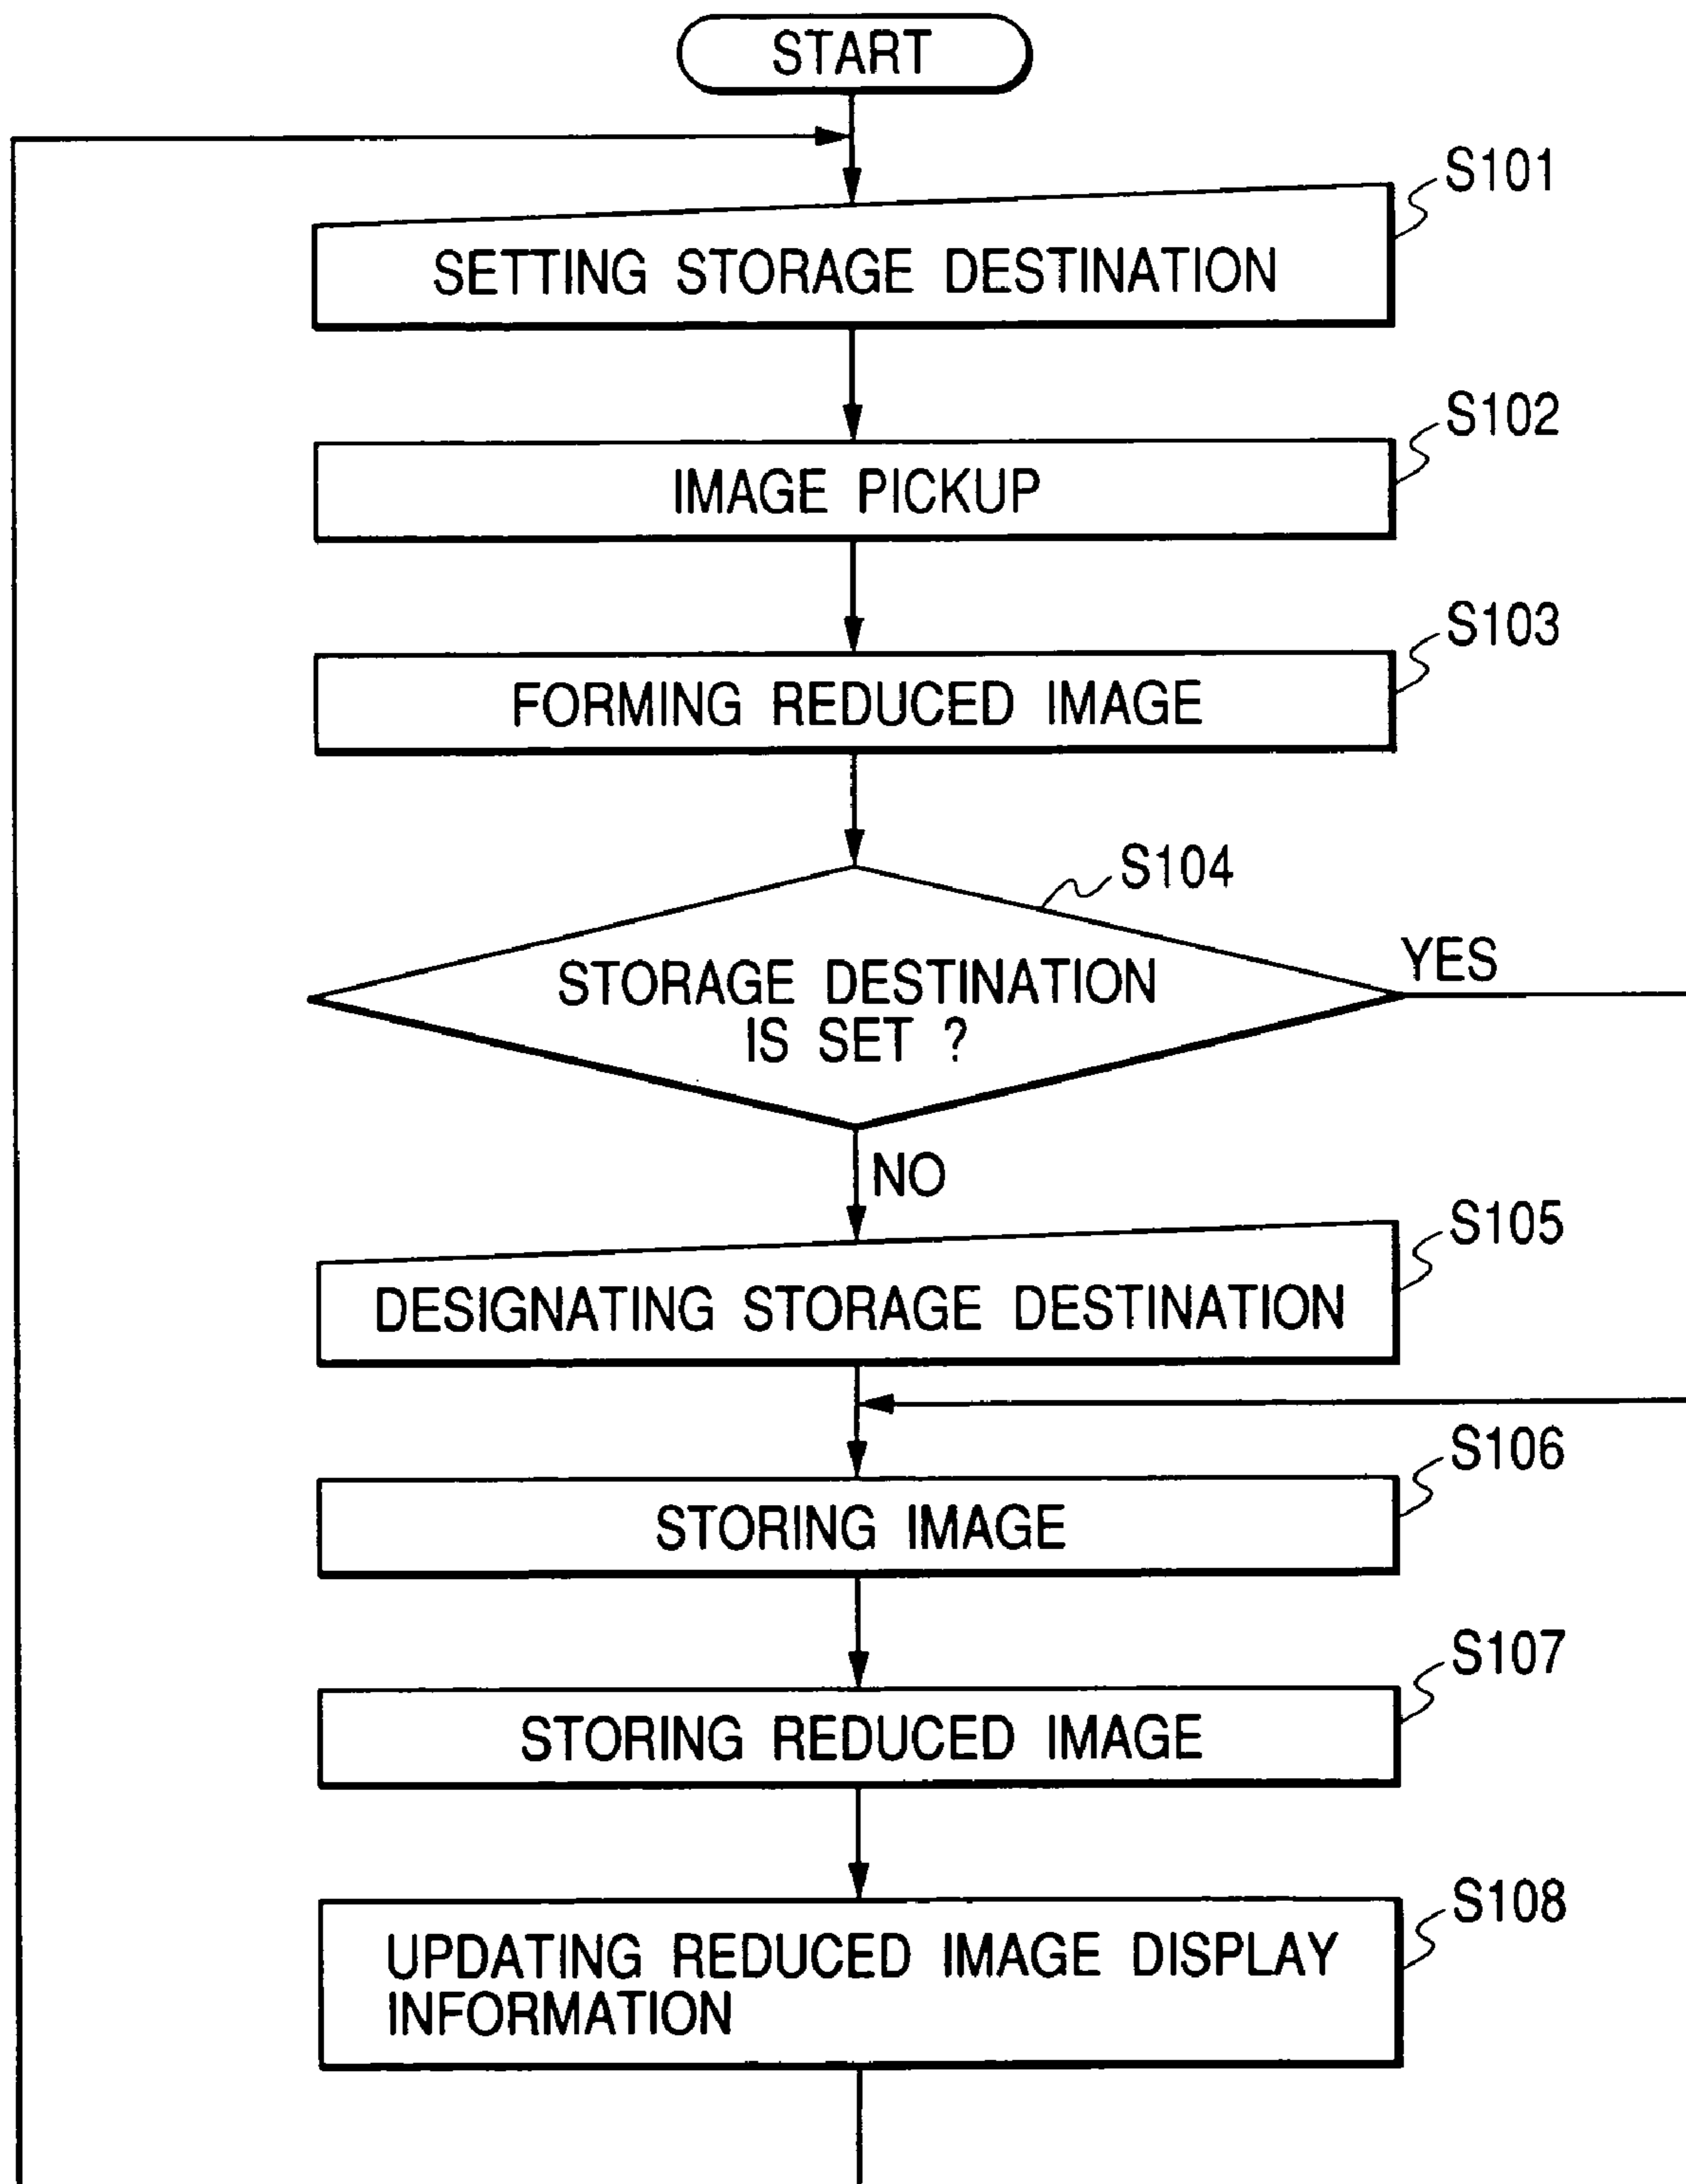 START
S101
SETTING STORAGE DESTINATION
S102
IMAGE PICKUP
S103
FORMING REDUCED IMAGE
S104
STORAGE DESTINATION
IS SET ?
YES
NO
S105
DESIGNATING STORAGE DESTINATION
S106
STORING IMAGE
S107
STORING REDUCED IMAGE
S108
UPDATING REDUCED IMAGE DISPLAY
INFORMATION